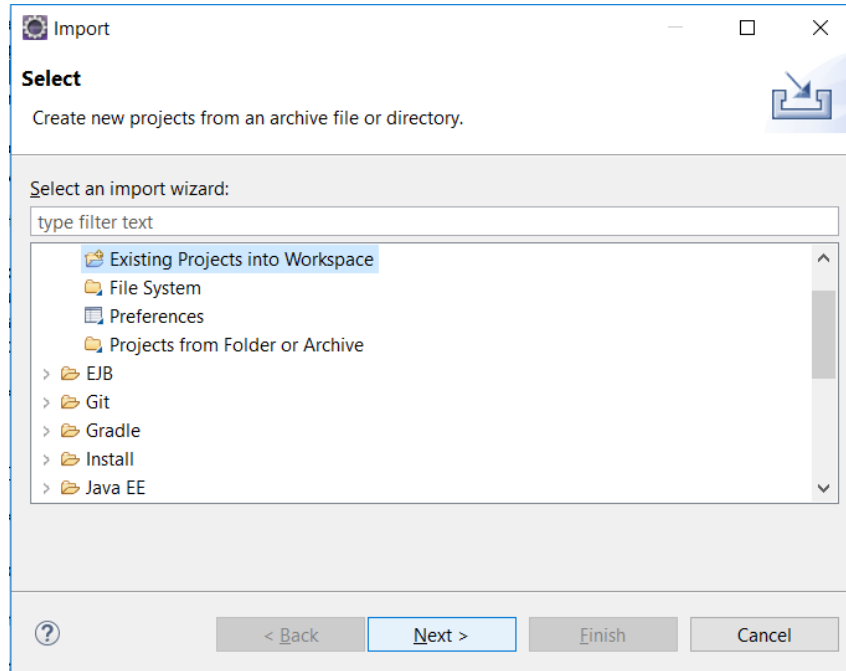 Import
Select
Create new projects from an archive file or directory.
Select an import wizard:
type filter text
Existing Projects into Workspace
File System
Preferences
Projects from Folder or Archive
> EJB
> Git
> Gradle
> Install
> Java EE
?
< Back
Next >
Finish
Cancel